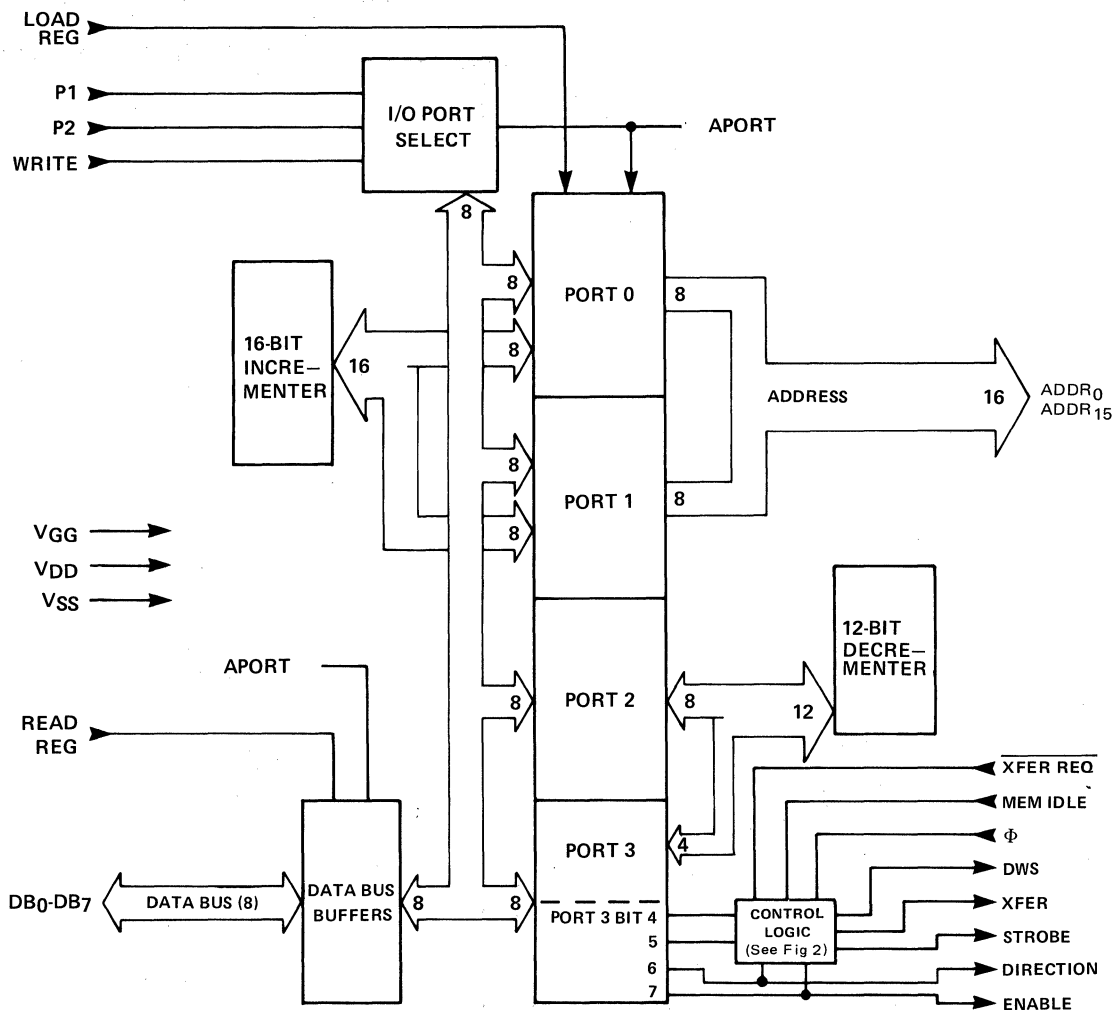 LOAD
REG
P1
P2
WRITE
I/O PORT
SELECT
APORT
8
16-BIT
INCRE–
MENTER
16
8
8
8
8
PORT 0
PORT 1
8
8
ADDRESS
16
ADDR0
ADDR15
VGG
VDD
VSS
APORT
READ
REG
8
PORT 2
8
12
12-BIT
DECRE–
MENTER
XFER REQ
MEM IDLE
Φ
DWS
XFER
STROBE
DIRECTION
ENABLE
DB0-DB7
DATA BUS (8)
DATA BUS
BUFFERS
8
8
PORT 3
4
PORT 3 BIT 4
5
6
7
CONTROL
LOGIC
(See Fig 2)